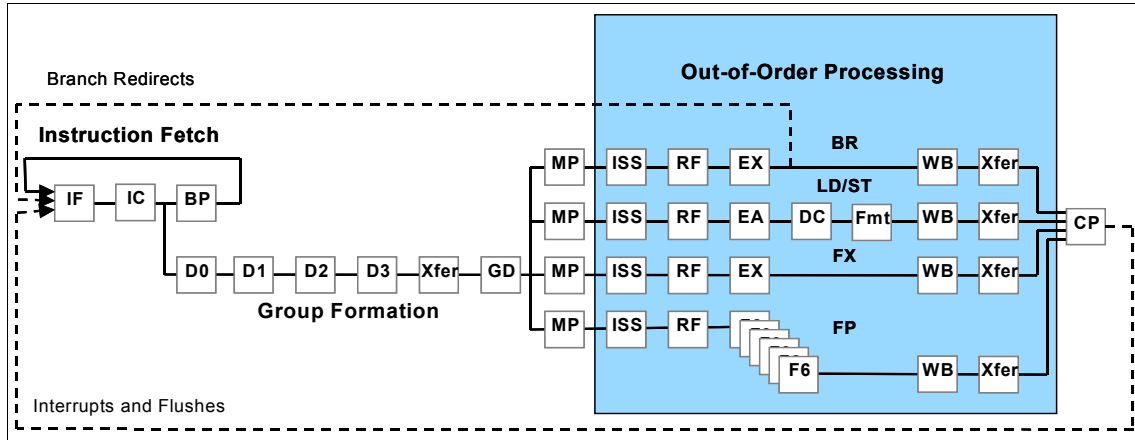 Out-of-Order Processing
Branch Redirects
Instruction Fetch
BR
MP ISS RF EX WB Xfer
LD/ST
IF IC BP
MP ISS RF EA DC Fmt WB Xfer
CP
FX
D0 D1 D2 D3 Xfer GD MP ISS RF EX WB Xfer
Group Formation
FP
MP ISS RF
F6 WB Xfer
Interrupts and Flushes